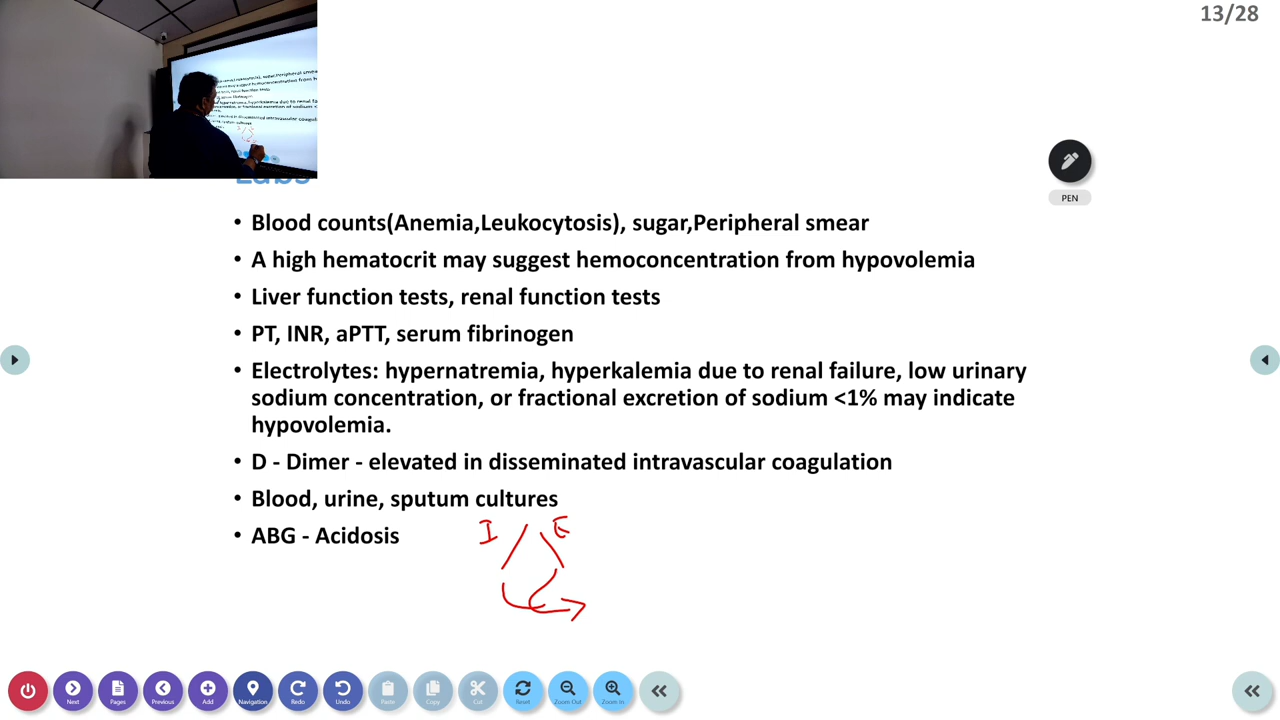 13/28
PEN
Labs
• Blood counts(Anemia,Leukocytosis), sugar,Peripheral smear
• A high hematocrit may suggest hemoconcentration from hypovolemia
• Liver function tests, renal function tests
• PT, INR, aPTT, serum fibrinogen
• Electrolytes: hypernatremia, hyperkalemia due to renal failure, low urinary
sodium concentration, or fractional excretion of sodium <1% may indicate
hypovolemia.
• D - Dimer - elevated in disseminated intravascular coagulation
• Blood, urine, sputum cultures
• ABG - Acidosis
I E
Next Pages Previous Add Navigation Redo Undo Paste Copy Cut Reset Zoom Out Zoom In